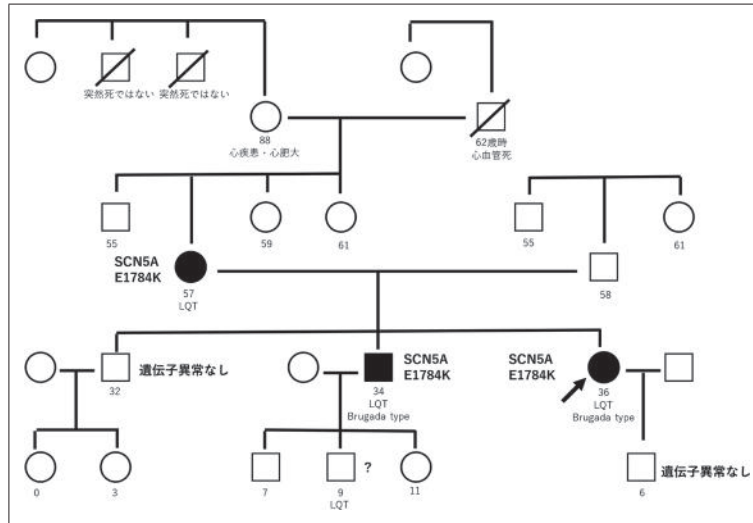 突然死ではない
突然死ではない
88
心疾患・心肥大
62歳時
心血管死
55
59
61
55
61
SCN5A
E1784K
57
LQT
58
32
遺伝子異常なし
34
LQT
Brugada type
SCN5A
E1784K
SCN5A
E1784K
36
LQT
Brugada type
0
3
7
9
LQT
?
11
6
遺伝子異常なし